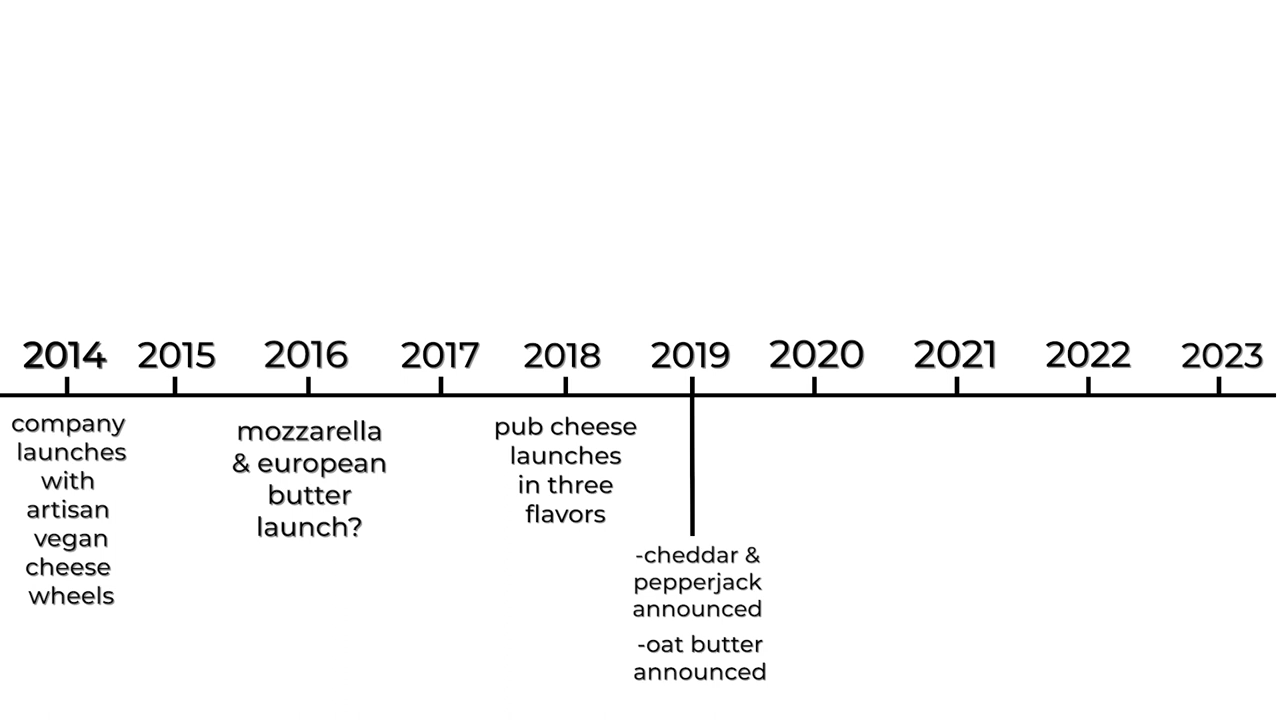 2014 2015 2016 2017 2018 2019 2020 2021 2022 2023
company
launches
with
artisan
vegan
cheese
wheels
mozzarella
& european
butter
launch?
pub cheese
launches
in three
flavors
-cheddar &
pepperjack
announced
-oat butter
announced